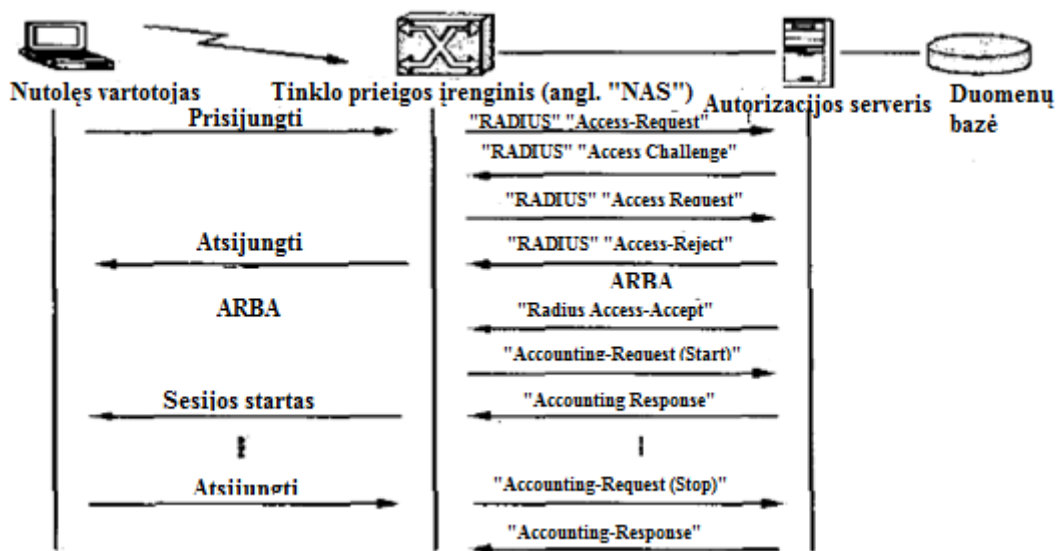 Nutolęs vartotojas
Tinklo prieigos įrenginis (angl. "NAS")
Autorizacijos serveris
Duomenų
bazė
Prisijungti
"RADIUS" "Access-Request"
"RADIUS" "Access Challenge"
"RADIUS" "Access Request"
Atsijungti
"RADIUS" "Access-Reject"
ARBA
ARBA
"Radius Access-Accept"
"Accounting-Request (Start)"
Sesijos startas
"Accounting Response"
Atsijungti
"Accounting-Request (Stop)"
"Accounting-Response"